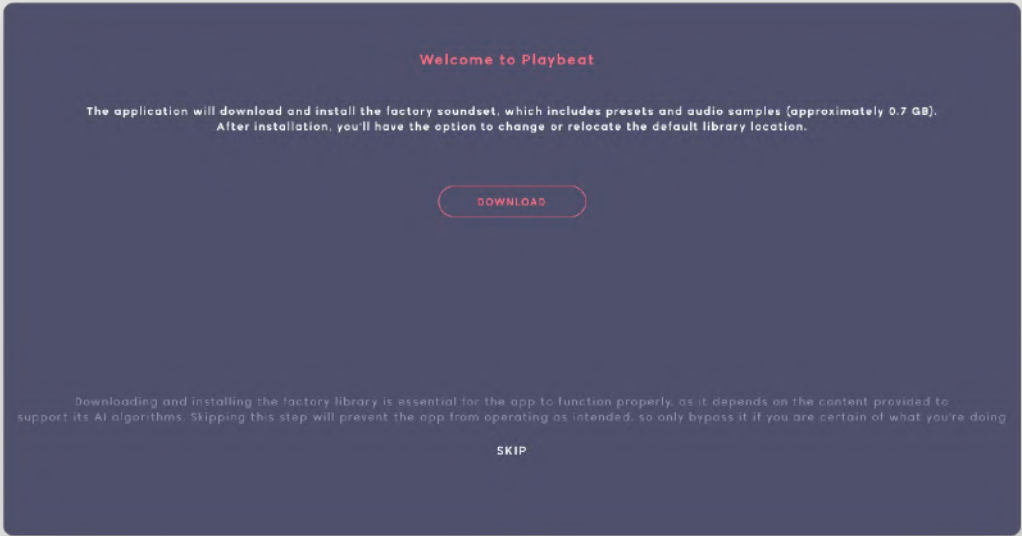 Welcome to Playbeat
The application will download and install the factory soundset, which includes presets and audio samples (approximately 0.7 GB).
After installation, you'll have the option to change or relocate the default library location.
DOWNLOAD
Downloading and installing the factory library is essential for the app to function properly, as it depends on the content provided to
support its AI algorithms. Skipping this step will prevent the app from operating as intended, so only bypass it if you are certain of what you're doing
SKIP